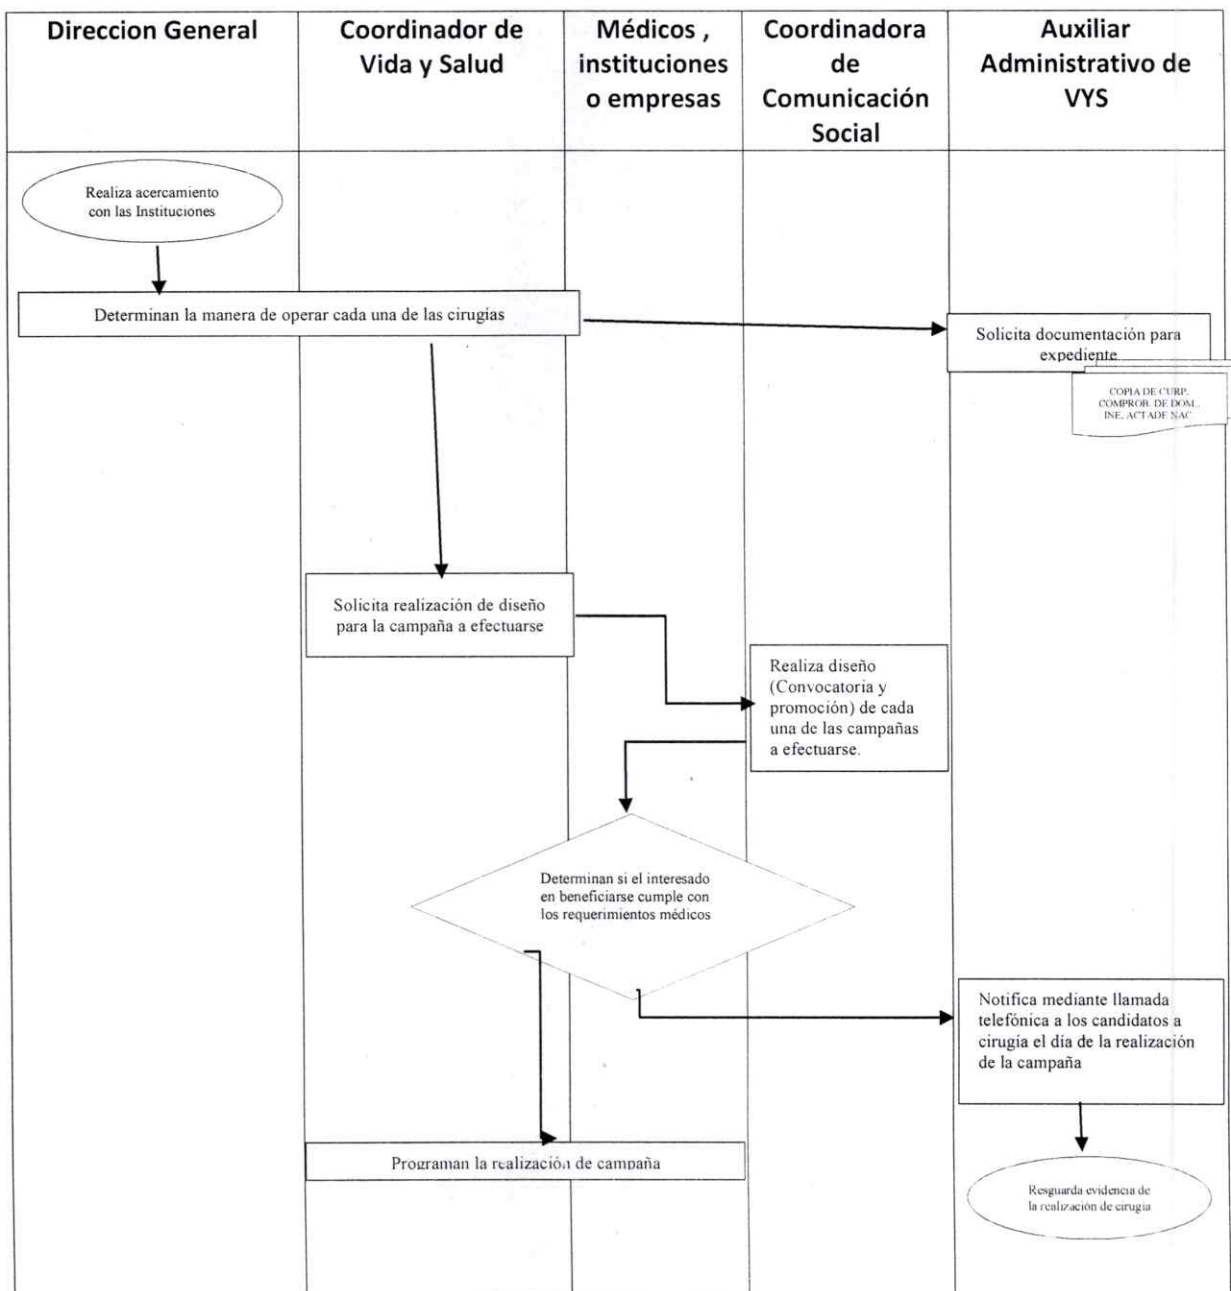 Direccion General
Coordinador de
Vida y Salud
Médicos ,
instituciones
o empresas
Coordinadora
de
Comunicación
Social
Auxiliar
Administrativo de
VYS
Realiza acercamiento
con las Instituciones
Determinan la manera de operar cada una de las cirugías
Solicita documentación para
expediente
COPIA DE CURP,
COMPROB. DE DOM.,
INE, ACTA DE NAC
Solicita realización de diseño
para la campaña a efectuarse
Realiza diseño
(Convocatoria y
promoción) de cada
una de las campañas
a efectuarse.
Determinan si el interesado
en beneficiarse cumple con
los requerimientos médicos
Notifica mediante llamada
telefónica a los candidatos a
cirugía el día de la realización
de la campaña
Programan la realización de campaña
Resguarda evidencia de
la realización de cirugía